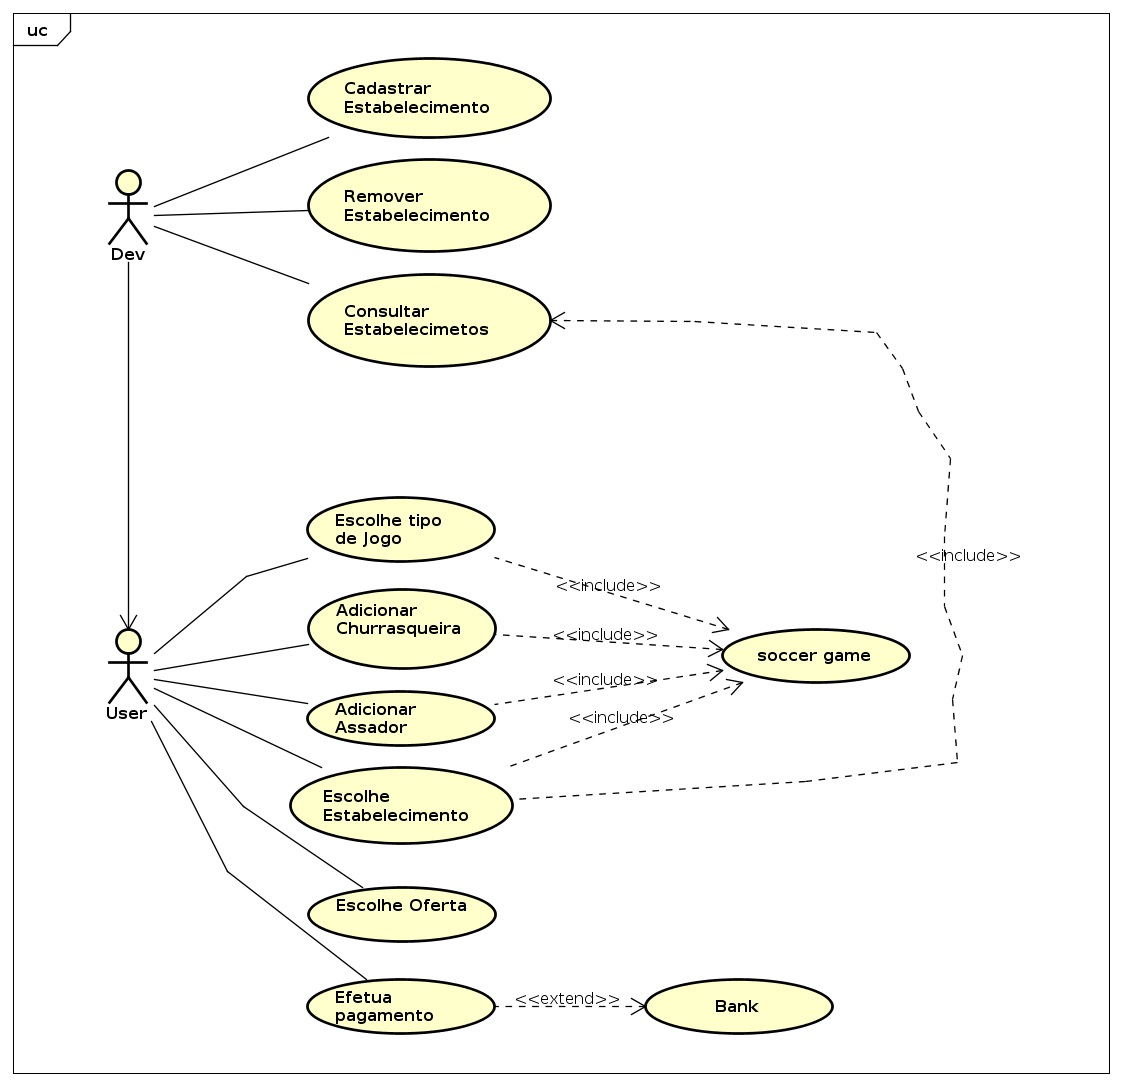 uc
Cadastrar
Estabelecimento
Remover
Estabelecimento
Dev
Consultar
Estabelecimetos
Escolhe tipo
de Jogo
<<include>>
<<include>>
Adicionar
Churrasqueira
<<include>>
soccer game
<<include>>
User
Adicionar
Assador
<<include>>
Escolhe
Estabelecimento
Escolhe Oferta
Efetua
pagamento
<<extend>>
Bank